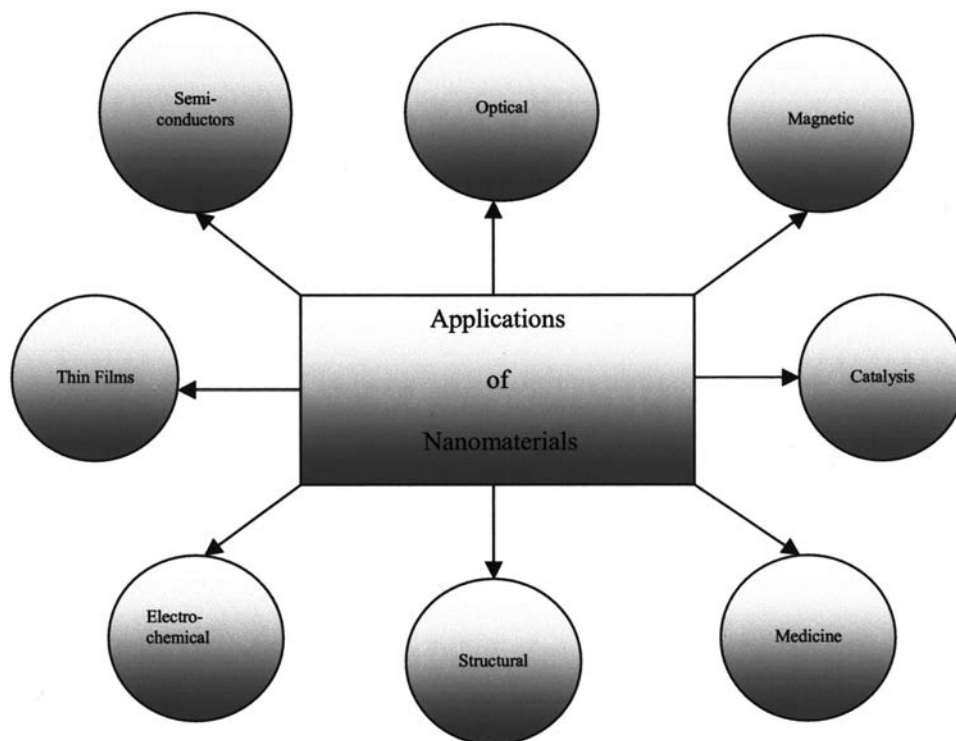 Semi-
conductors
Optical
Magnetic
Applications
of
Nanomaterials
Thin Films
Catalysis
Electro-
chemical
Structural
Medicine